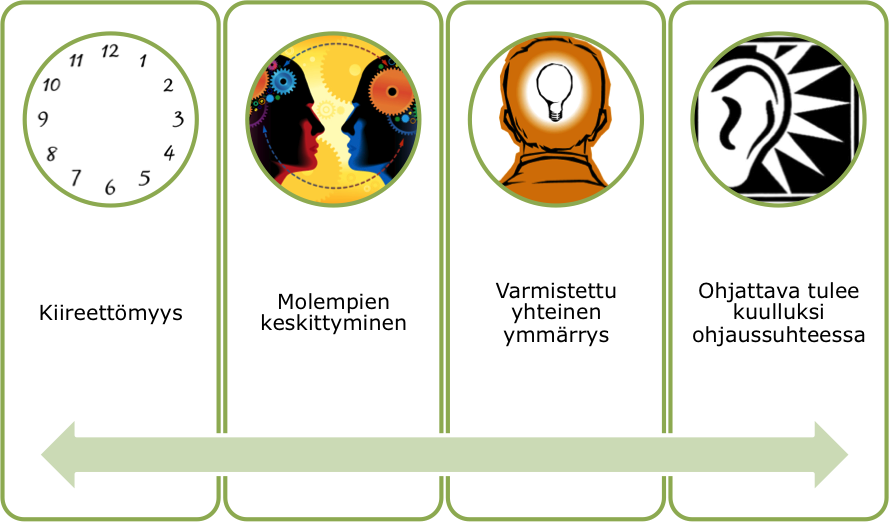 12
11
1
10
2
9
3
8
4
7
5
6
Kiireettömyys
Molempien
keskittyminen
Varmistettu
yhteinen
ymmärrys
Ohjattava tulee
kuulluksi
ohjaussuhteessa